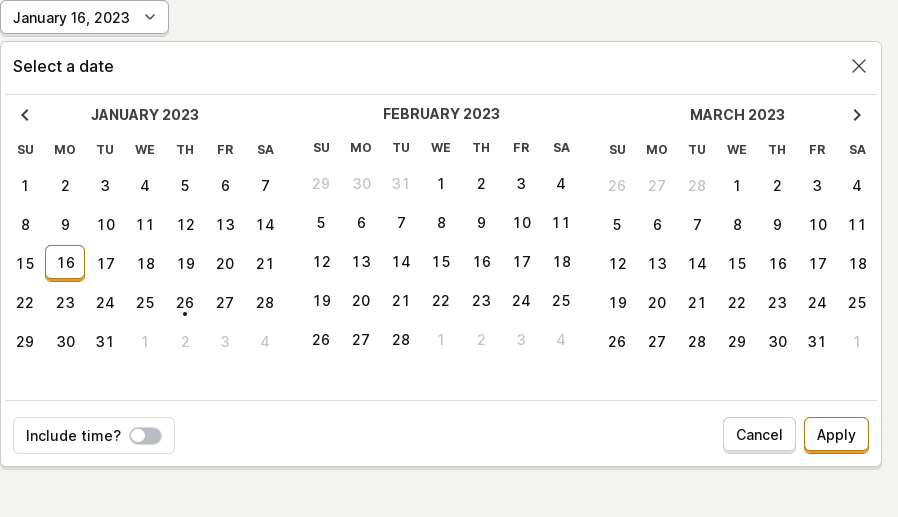 January 16, 2023
Select a date
JANUARY 2023
SU MO TU WE TH FR SA
1 2 3 4 5 6 7
8 9 10 11 12 13 14
15 16 17 18 19 20 21
22 23 24 25 26 27 28
29 30 31 1 2 3 4
FEBRUARY 2023
SU MO TU WE TH FR SA
29 30 31 1 2 3 4
5 6 7 8 9 10 11
12 13 14 15 16 17 18
19 20 21 22 23 24 25
26 27 28 1 2 3 4
MARCH 2023
SU MO TU WE TH FR SA
26 27 28 1 2 3 4
5 6 7 8 9 10 11
12 13 14 15 16 17 18
19 20 21 22 23 24 25
26 27 28 29 30 31 1
Include time?
Cancel
Apply